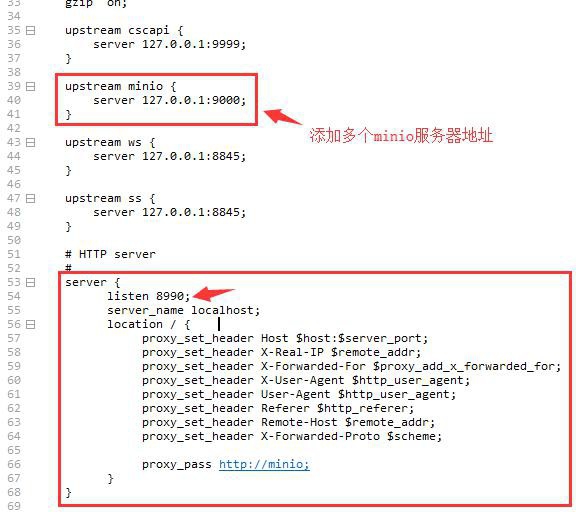 33 gzip on;
34
35 upstream cscapi {
36 server 127.0.0.1:9999;
37 }
38
39 upstream minio {
40 server 127.0.0.1:9000;
41 }
添加多个minio服务器地址
42
43 upstream ws {
44 server 127.0.0.1:8845;
45 }
46
47 upstream ss {
48 server 127.0.0.1:8845;
49 }
50
51 # HTTP server
52 #
53 server {
54 listen 8990;
55 server_name localhost;
56 location / {
57 proxy_set_header Host $host:$server_port;
58 proxy_set_header X-Real-IP $remote_addr;
59 proxy_set_header X-Forwarded-For $proxy_add_x_forwarded_for;
60 proxy_set_header X-User-Agent $http_user_agent;
61 proxy_set_header User-Agent $http_user_agent;
62 proxy_set_header Referer $http_referer;
63 proxy_set_header Remote-Host $remote_addr;
64 proxy_set_header X-Forwarded-Proto $scheme;
65
66 proxy_pass http://minio;
67 }
68 }
69